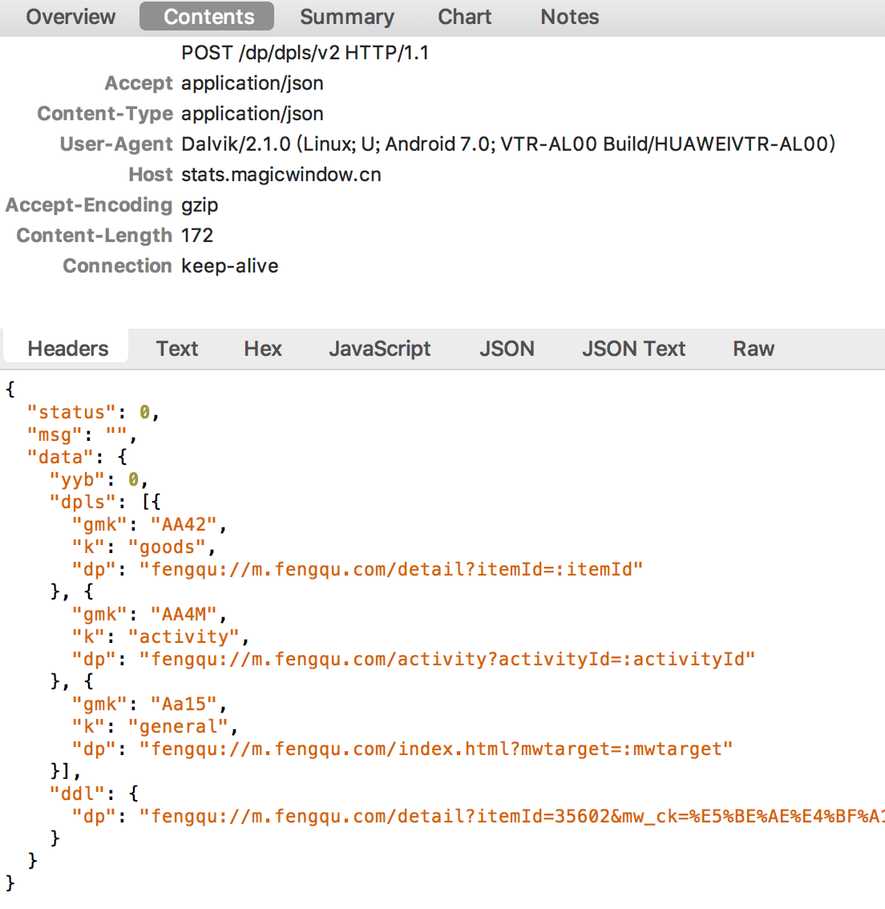 Overview Contents Summary Chart Notes
POST /dp/dpls/v2 HTTP/1.1
Accept application/json
Content-Type application/json
User-Agent Dalvik/2.1.0 (Linux; U; Android 7.0; VTR-AL00 Build/HUAWEIVTR-AL00)
Host stats.magicwindow.cn
Accept-Encoding gzip
Content-Length 172
Connection keep-alive
Headers Text Hex JavaScript JSON JSON Text Raw
{
"status": 0,
"msg": "",
"data": {
"yyb": 0,
"dpls": [{
"gmk": "AA42",
"k": "goods",
"dp": "fengqu://m.fengqu.com/detail?itemId=:itemId"
}, {
"gmk": "AA4M",
"k": "activity",
"dp": "fengqu://m.fengqu.com/activity?activityId=:activityId"
}, {
"gmk": "Aa15",
"k": "general",
"dp": "fengqu://m.fengqu.com/index.html?mwtarget=:mwtarget"
}],
"ddl": {
"dp": "fengqu://m.fengqu.com/detail?itemId=35602&mw_ck=%E5%BE%AE%E4%BF%A1
}
}
}